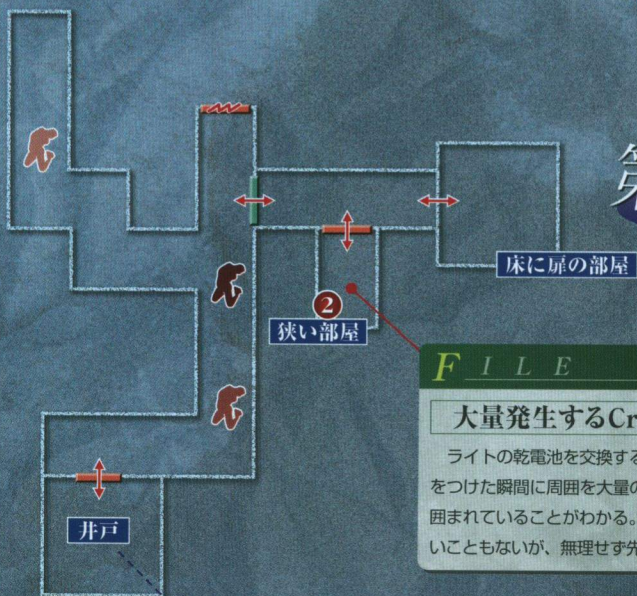 床に扉の部屋
②
狭い部屋
FILE
大量発生するCr
ライトの乾電池を交換する
をつけた瞬間に周囲を大量の
囲まれていることがわかる。
いこともないが、無理せず先
井戸